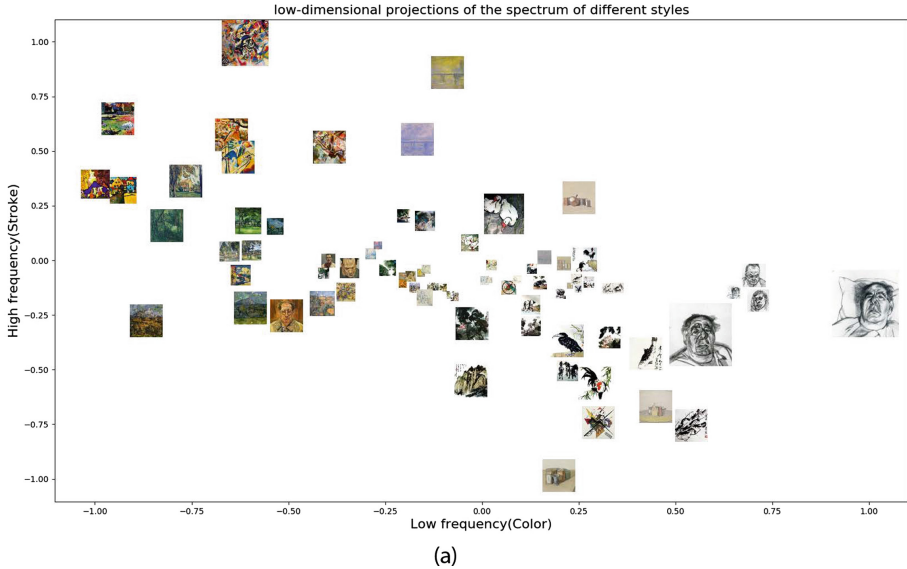 low-dimensional projections of the spectrum of different styles
1.00
0.75
0.50
0.25
0.00
−0.25
−0.50
−0.75
−1.00
High frequency(Stroke)
−1.00 −0.75 −0.50 −0.25 0.00 0.25 0.50 0.75 1.00
Low frequency(Color)
(a)